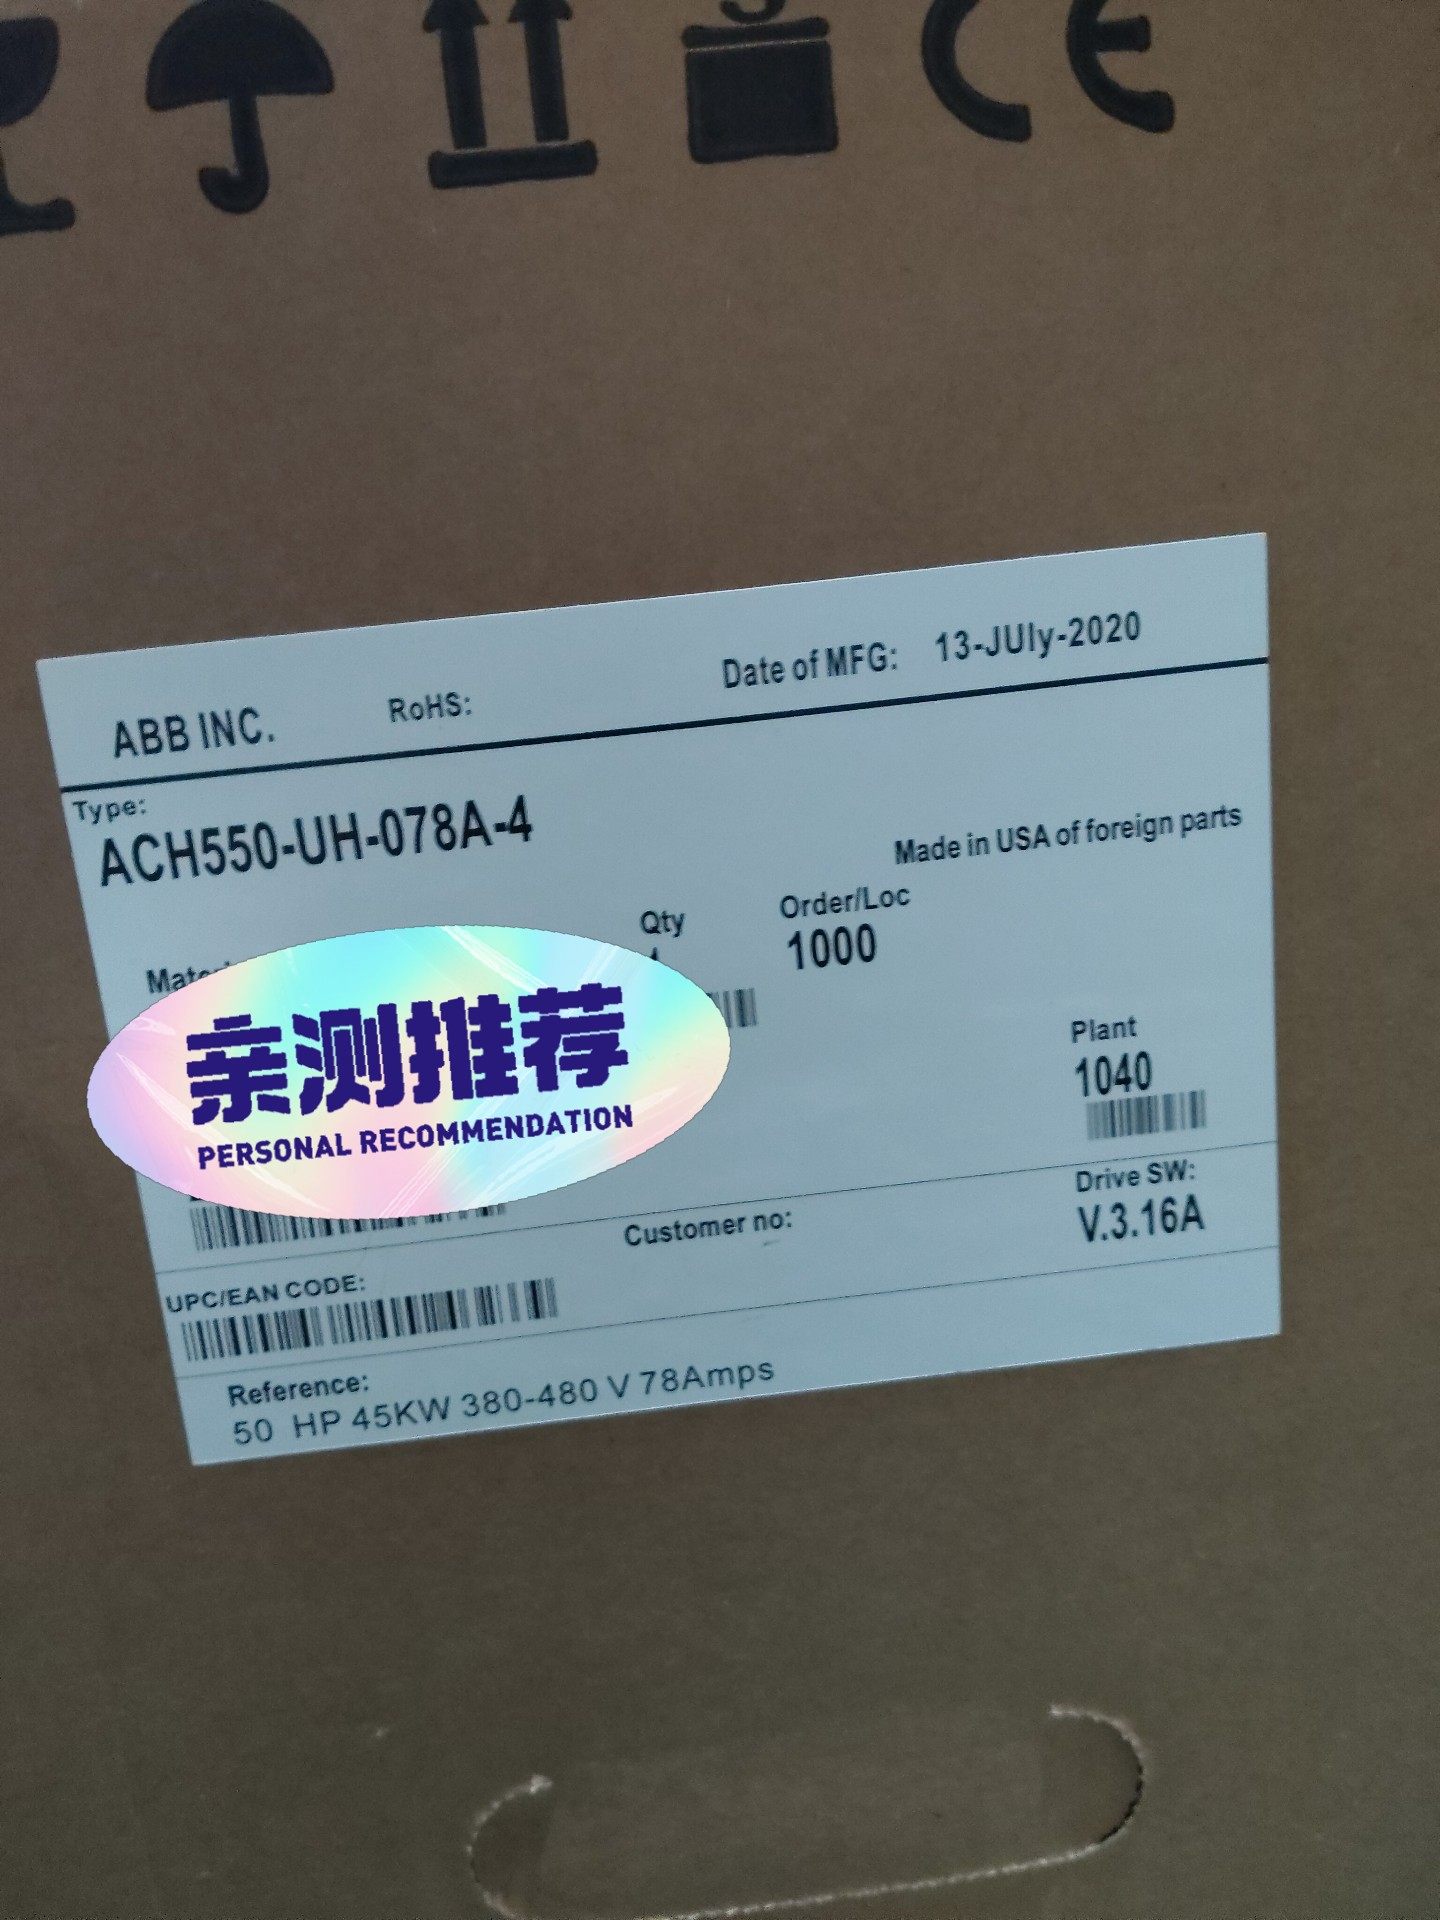 CE
ABB INC. RoHS: Date of MFG: 13-JUly-2020
Type:
ACH550-UH-078A-4
Made in USA of foreign parts
Qty Order/Loc
1000
亲测推荐
PERSONAL RECOMMENDATION
Plant
1040
Customer no: Drive SW:
V.3.16A
UPC/EAN CODE:
Reference:
50 HP 45KW 380-480 V 78Amps